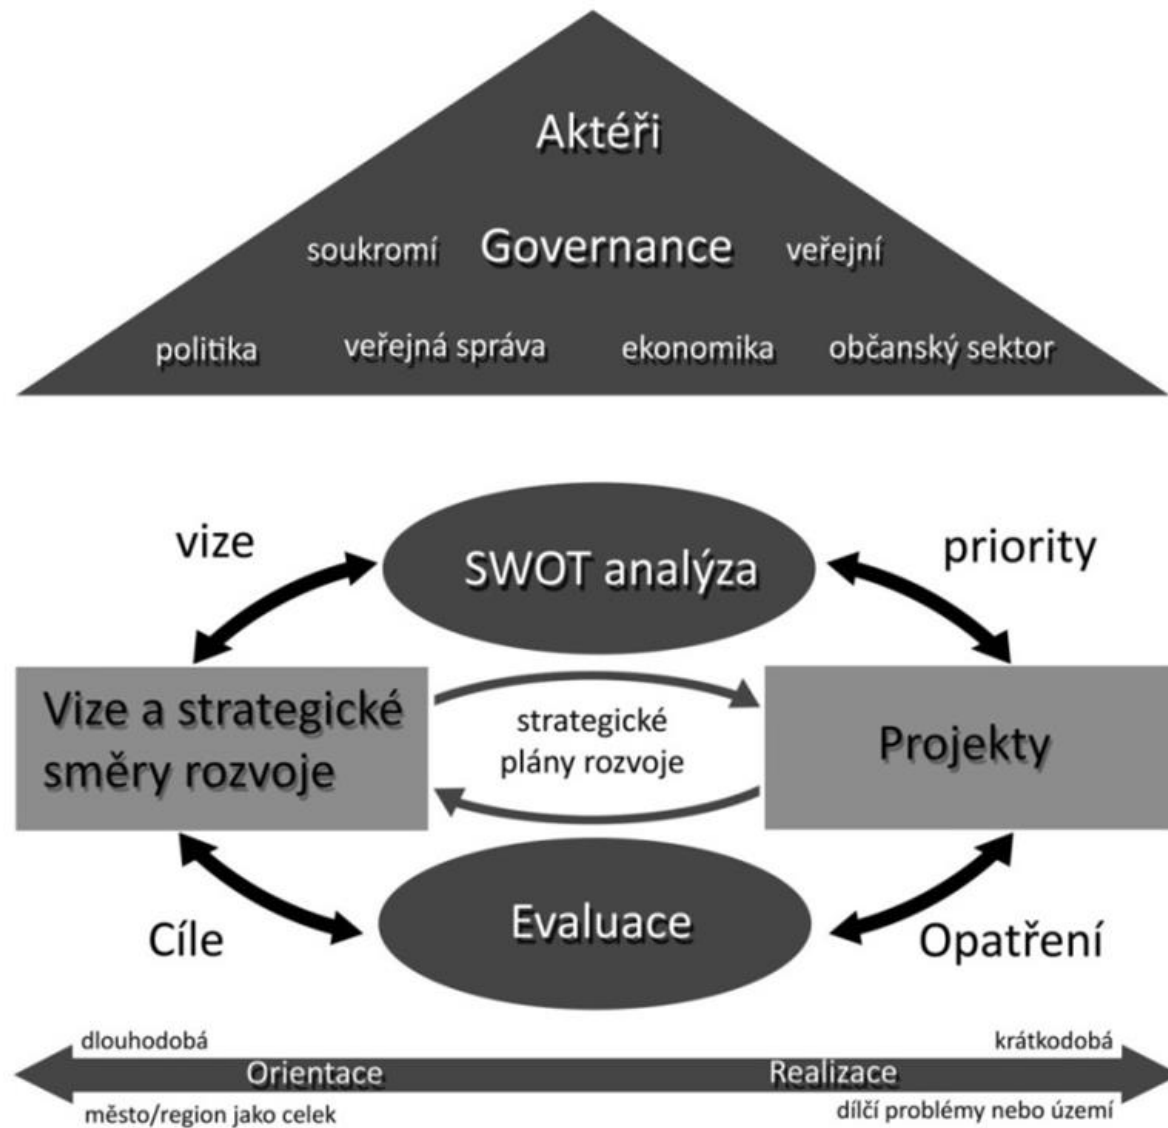 Aktéři
soukromí Governance veřejní
politika veřejná správa ekonomika občanský sektor
vize
SWOT analýza
priority
Vize a strategické
směry rozvoje
strategické
plány rozvoje
Projekty
Cíle
Evaluace
Opatření
dlouhodobá
krátkodobá
Orientace
Realizace
město/region jako celek
dílčí problémy nebo území